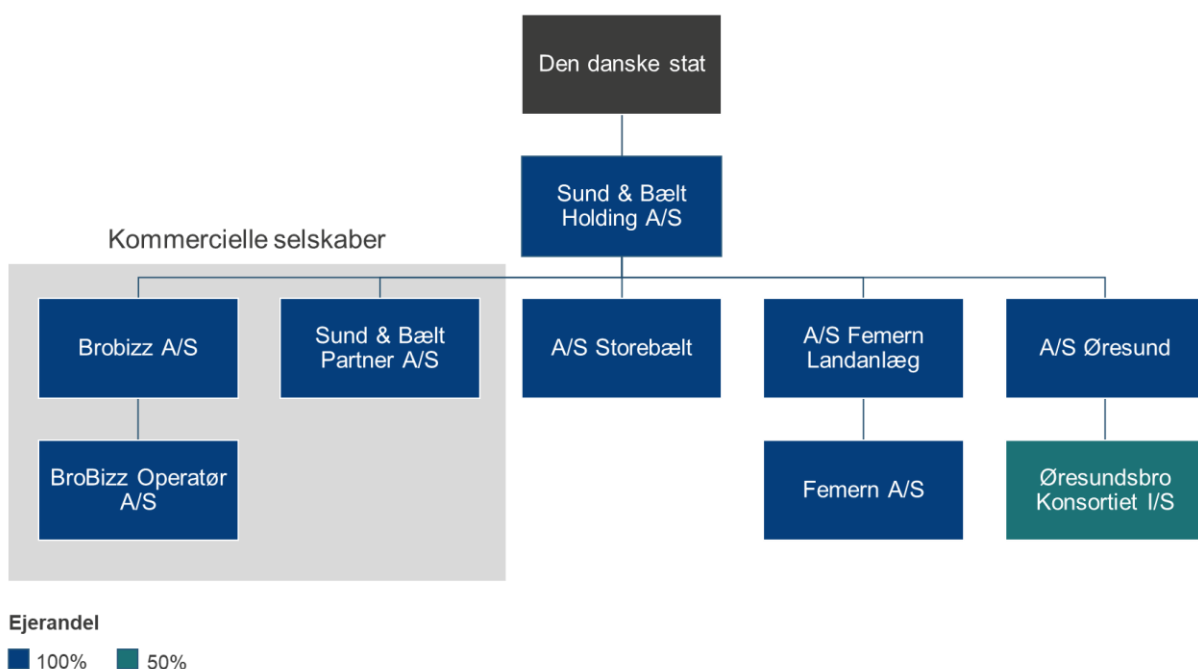 Den danske stat
Sund & Bælt
Holding A/S
Kommercielle selskaber
Brobizz A/S
Sund & Bælt
Partner A/S
A/S Storebælt
A/S Femern
Landanlæg
A/S Øresund
BroBizz Operatør
A/S
Femern A/S
Øresundsbro
Konsortiet I/S
Ejerandel
100%
50%